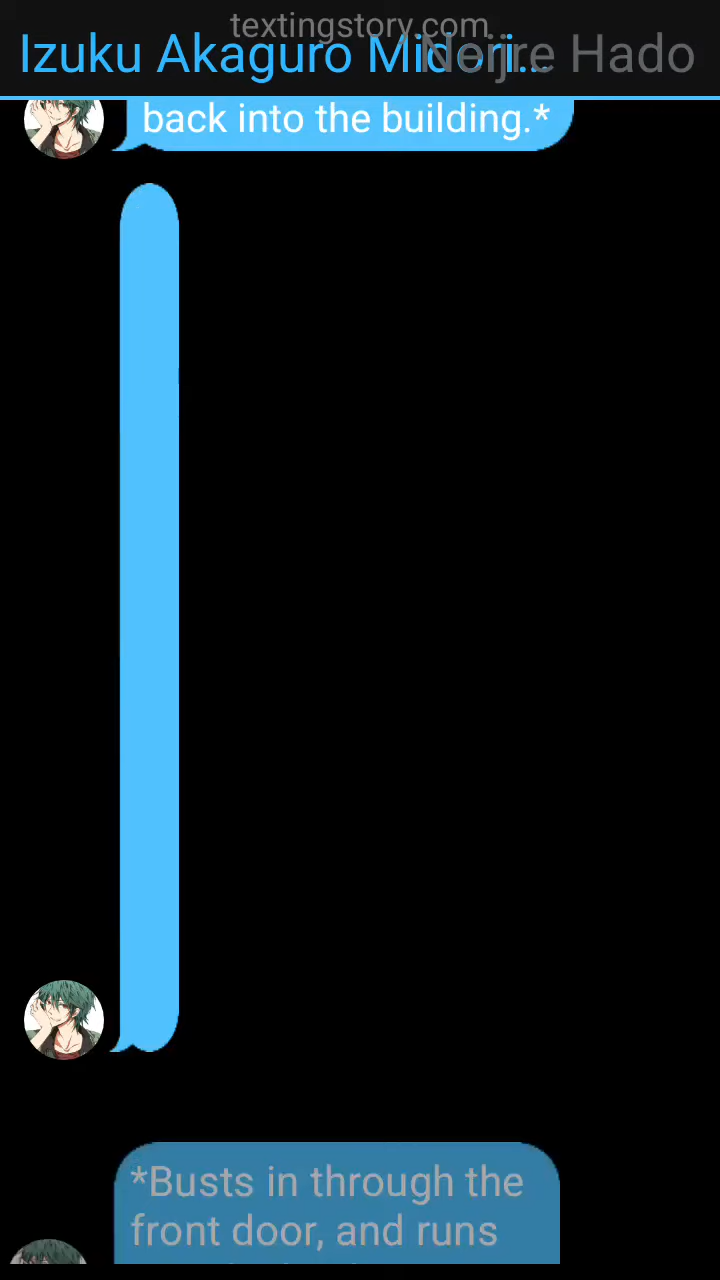 textingstory.com
Izuku Akaguro Midori...
Nejire Hado
back into the building.*
*Busts in through the
front door, and runs